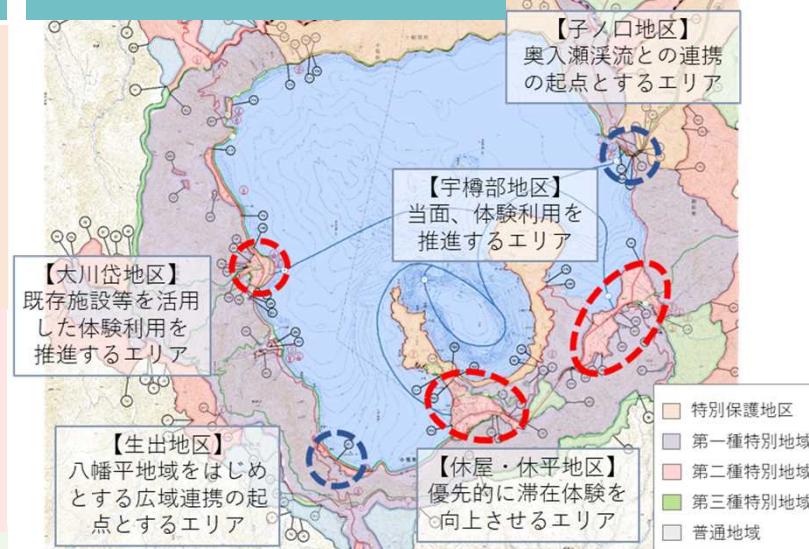 【子ノ口地区】
奥入瀬渓流との連携
の起点とするエリア
【宇樽部地区】
当面、体験利用を
推進するエリア
【大川岱地区】
既存施設等を活用
した体験利用を
推進するエリア
【生出地区】
八幡平地域をはじめ
とする広域連携の起
点とするエリア
【休屋・休平地区】
優先的に滞在体験を
向上させるエリア
特別保護地区
第一種特別地域
第二種特別地域
第三種特別地域
普通地域